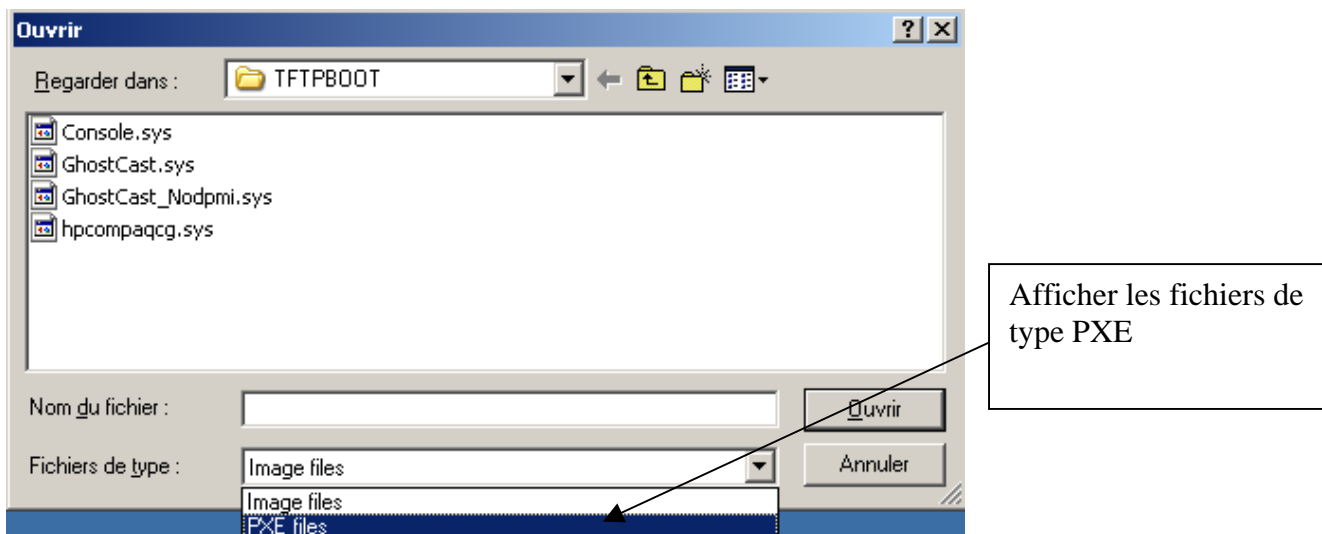 Ouvrir
Regarder dans :
TFTPBOOT
Console.sys
GhostCast.sys
GhostCast_Nodpmi.sys
hpcompaqcg.sys
Nom du fichier :
Ouvrir
Fichiers de type :
Image files
Annuler
Image files
PXE files
Afficher les fichiers de
type PXE